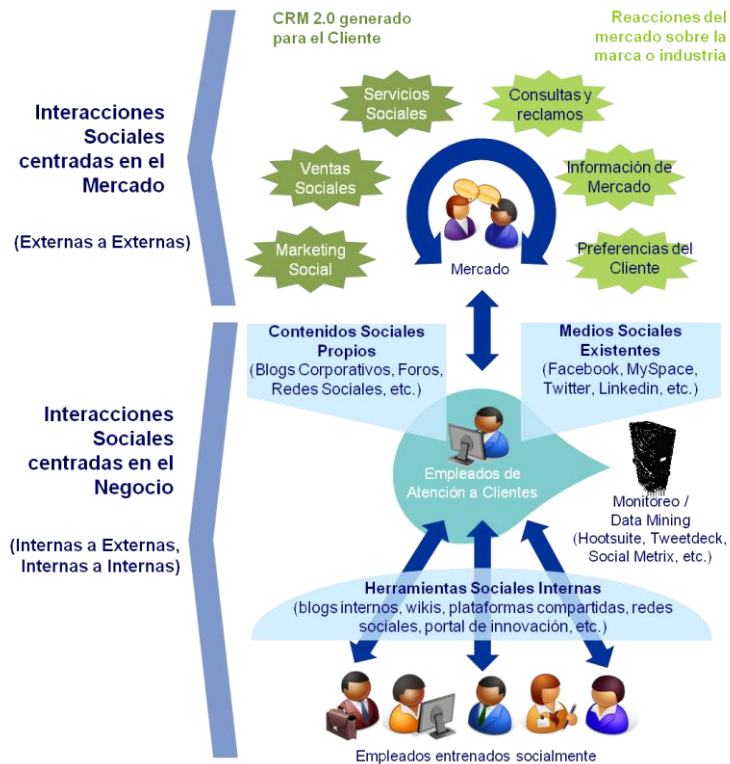 CRM 2.0 generado
para el Cliente
Reacciones del
mercado sobre la
marca o industria
Interacciones
Sociales
centradas en el
Mercado
(Externas a Externas)
Servicios
Sociales
Consultas y
reclamos
Ventas
Sociales
Información de
Mercado
Marketing
Social
Preferencias del
Cliente
Mercado
Contenidos Sociales
Propios
(Blogs Corporativos, Foros,
Redes Sociales, etc.)
Medios Sociales
Existentes
(Facebook, MySpace,
Twitter, Linkedin, etc.)
Interacciones
Sociales
centradas en el
Negocio
(Internas a Externas,
Internas a Internas)
Empleados de
Atención a Clientes
Monitoreo /
Data Mining
(Hootsuite, Tweetdeck,
Social Metrix, etc.)
Herramientas Sociales Internas
(blogs internos, wikis, plataformas compartidas, redes
sociales, portal de innovación, etc.)
Empleados entrenados socialmente